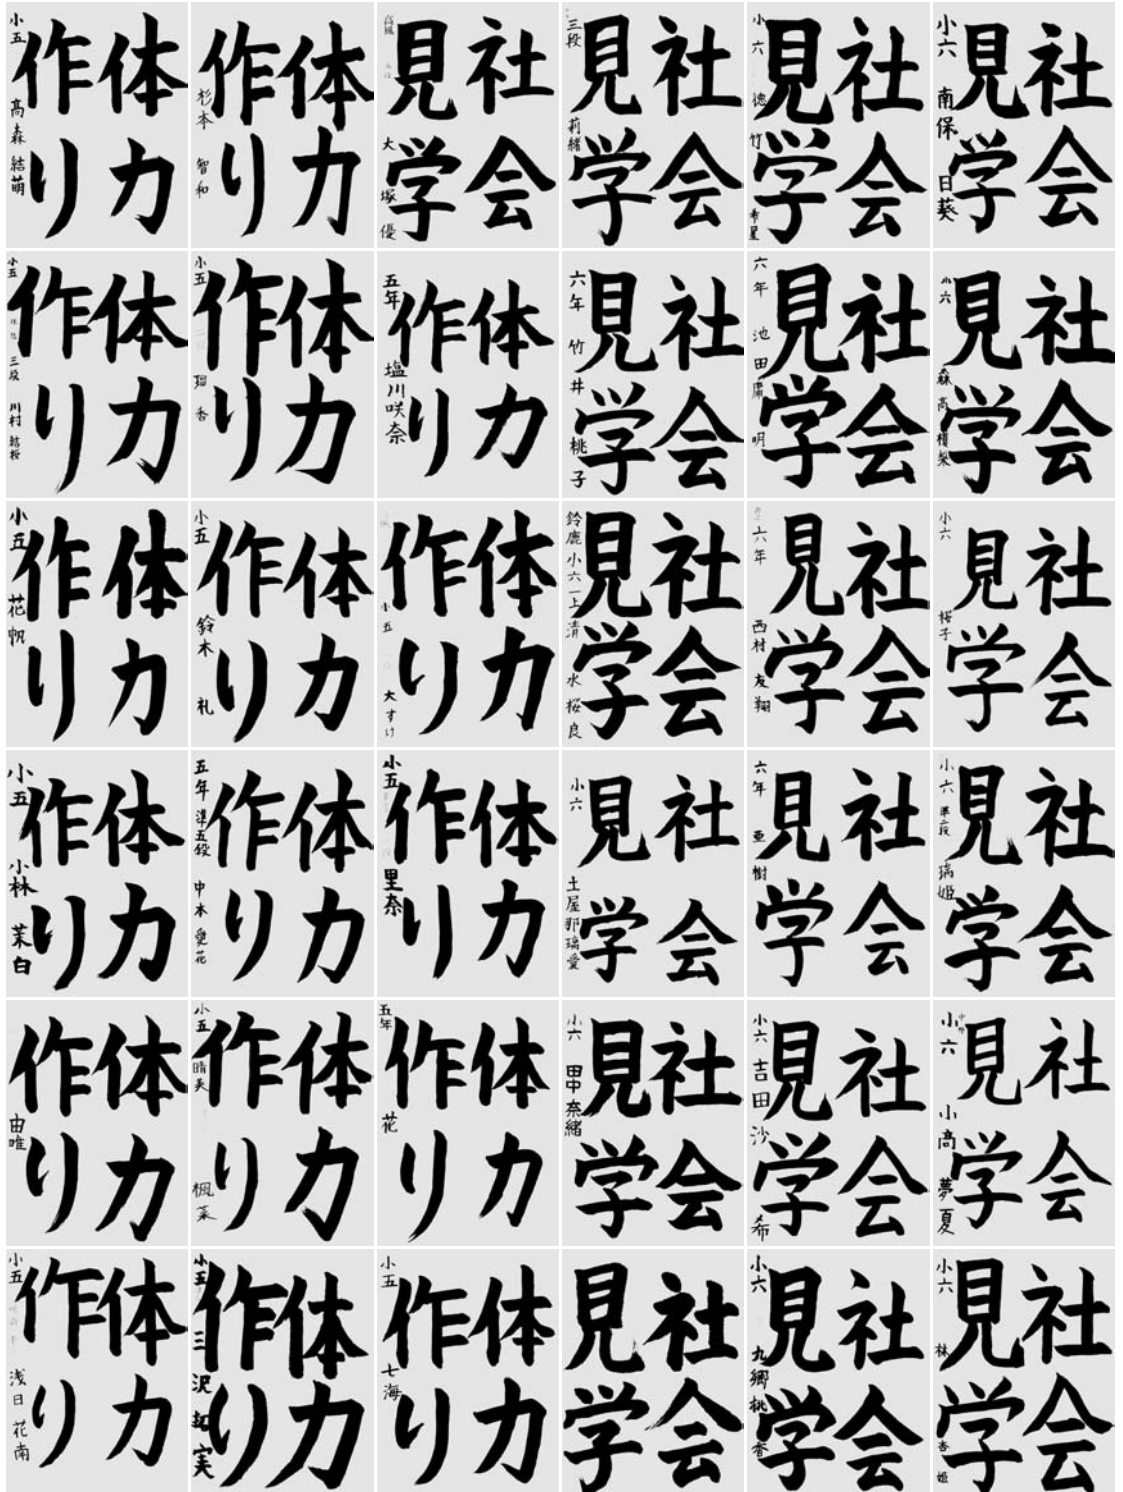 体力
作り
小五 高森結萌
体力
作り
杉本 智和
社会
見学
大塚優
社会
見学
三段 莉緒
社会
見学
小六 徳竹希星
社会
見学
小六 南保日葵
体力
作り
小五 三段 川村結桜
体力
作り
小五 瑠香
体力
作り
五年 塩川咲奈
社会
見学
六年 竹井桃子
社会
見学
六年 池田 明
社会
見学
小六 森高
体力
作り
小五 花帆
体力
作り
小五 鈴木 礼
体力
作り
小五 大すけ
社会
見学
鈴鹿 小六 一上 清水桜良
社会
見学
六年 西村友翔
社会
見学
小六 桜子
体力
作り
小五 小林 茉白
体力
作り
五年 準五段 中本愛花
体力
作り
小五 里奈
社会
見学
小六 土屋那璃愛
社会
見学
六年 亜樹
社会
見学
小六 瑞姫
体力
作り
由唯
体力
作り
小五 楓菜
体力
作り
五年 花
社会
見学
小六 田中奈緒
社会
見学
小六 吉田沙希
社会
見学
小六 小高夢夏
体力
作り
小五 浅日花南
体力
作り
小五 三沢 実
体力
作り
小五 七海
社会
見学
社会
見学
小六 九郷桃香
社会
見学
小六 林杏姫